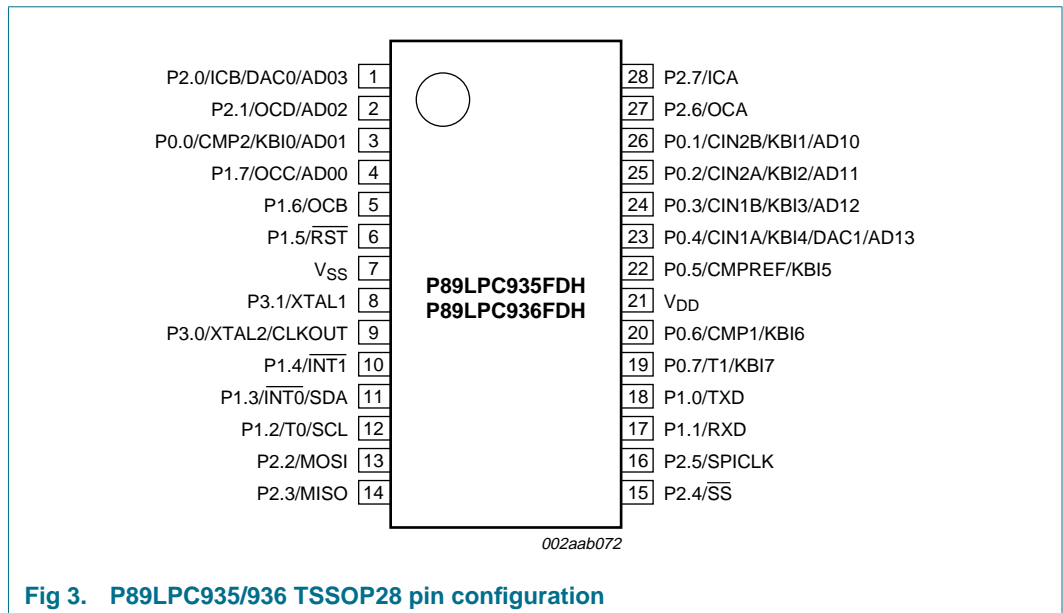 P2.0/ICB/DAC0/AD03 1
P2.1/OCD/AD02 2
P0.0/CMP2/KBI0/AD01 3
P1.7/OCC/AD00 4
P1.6/OCB 5
P1.5/R̅S̅T̅ 6
VSS 7
P3.1/XTAL1 8
P3.0/XTAL2/CLKOUT 9
P1.4/I̅N̅T̅1̅ 10
P1.3/I̅N̅T̅0̅/SDA 11
P1.2/T0/SCL 12
P2.2/MOSI 13
P2.3/MISO 14
P89LPC935FDH
P89LPC936FDH
28 P2.7/ICA
27 P2.6/OCA
26 P0.1/CIN2B/KBI1/AD10
25 P0.2/CIN2A/KBI2/AD11
24 P0.3/CIN1B/KBI3/AD12
23 P0.4/CIN1A/KBI4/DAC1/AD13
22 P0.5/CMPREF/KBI5
21 VDD
20 P0.6/CMP1/KBI6
19 P0.7/T1/KBI7
18 P1.0/TXD
17 P1.1/RXD
16 P2.5/SPICLK
15 P2.4/S̅S̅
002aab072
Fig 3. P89LPC935/936 TSSOP28 pin configuration